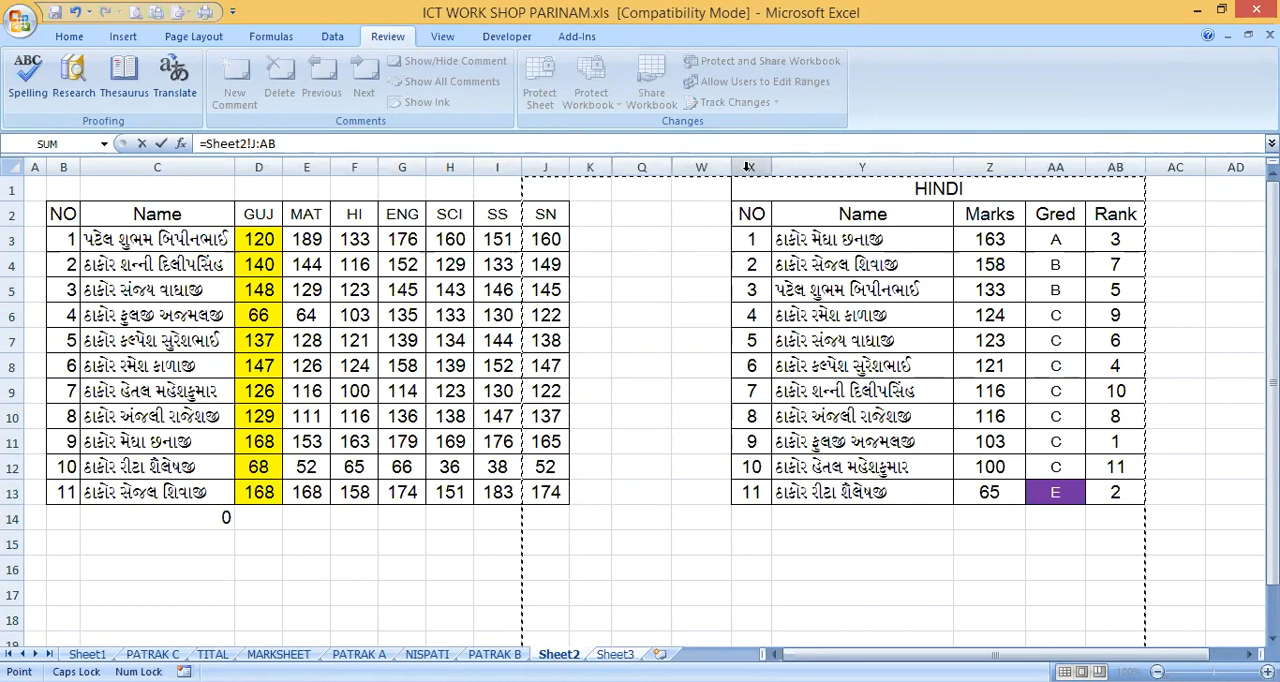 ICT WORK SHOP PARINAM.xls [Compatibility Mode] - Microsoft Excel
Home Insert Page Layout Formulas Data Review View Developer Add-Ins
Spelling Research Thesaurus Translate New Comment Delete Previous Next Show/Hide Comment Show All Comments Show Ink Protect Sheet Protect Workbook Share Workbook Protect and Share Workbook Allow Users to Edit Ranges Track Changes
Proofing Comments Changes
SUM =Sheet2!J:AB
A B C D E F G H I J K Q W X Y Z AA AB AC AD
1 HINDI
2 NO Name GUJ MAT HI ENG SCI SS SN NO Name Marks Gred Rank
3 1 પટેલ શુભમ બિપીનભાઈ 120 189 133 176 160 151 160 1 ઠાકોર મેઘા છનાજી 163 A 3
4 2 ઠાકોર શન્ની દિલીપસિંહ 140 144 116 152 129 133 149 2 ઠાકોર સેજલ શિવાજી 158 B 7
5 3 ઠાકોર સંજય વાઘાજી 148 129 123 145 143 146 145 3 પટેલ શુભમ બિપીનભાઈ 133 B 5
6 4 ઠાકોર ફુલજી અજમલજી 66 64 103 135 133 130 122 4 ઠાકોર રમેશ કાળાજી 124 C 9
7 5 ઠાકોર કલ્પેશ સુરેશભાઈ 137 128 121 139 134 144 138 5 ઠાકોર સંજય વાઘાજી 123 C 6
8 6 ઠાકોર રમેશ કાળાજી 147 126 124 158 139 152 147 6 ઠાકોર કલ્પેશ સુરેશભાઈ 121 C 4
9 7 ઠાકોર હેતલ મહેશકુમાર 126 116 100 114 123 130 122 7 ઠાકોર શન્ની દિલીપસિંહ 116 C 10
10 8 ઠાકોર અંજલી રાજેશજી 129 111 116 136 138 147 137 8 ઠાકોર અંજલી રાજેશજી 116 C 8
11 9 ઠાકોર મેઘા છનાજી 168 153 163 179 169 176 165 9 ઠાકોર ફુલજી અજમલજી 103 C 1
12 10 ઠાકોર રીટા શૈલેષજી 68 52 65 66 36 38 52 10 ઠાકોર હેતલ મહેશકુમાર 100 C 11
13 11 ઠાકોર સેજલ શિવાજી 168 168 158 174 151 183 174 11 ઠાકોર રીટા શૈલેષજી 65 E 2
14 0
15
16
17
18
Sheet1 PATRAK C TITAL MARKSHEET PATRAK A NISPATI PATRAK B Sheet2 Sheet3
Point Caps Lock Num Lock 100%